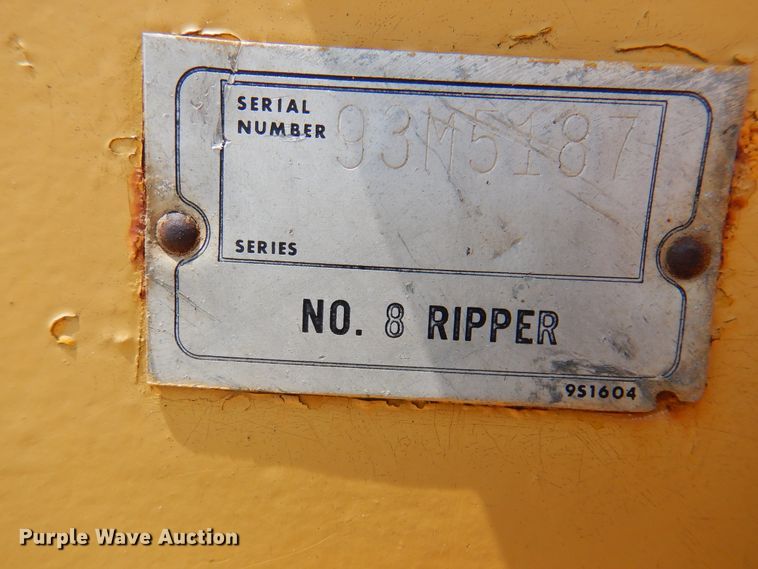 SERIAL
NUMBER 93M5187
SERIES
NO. 8 RIPPER
9S1604
Purple Wave Auction